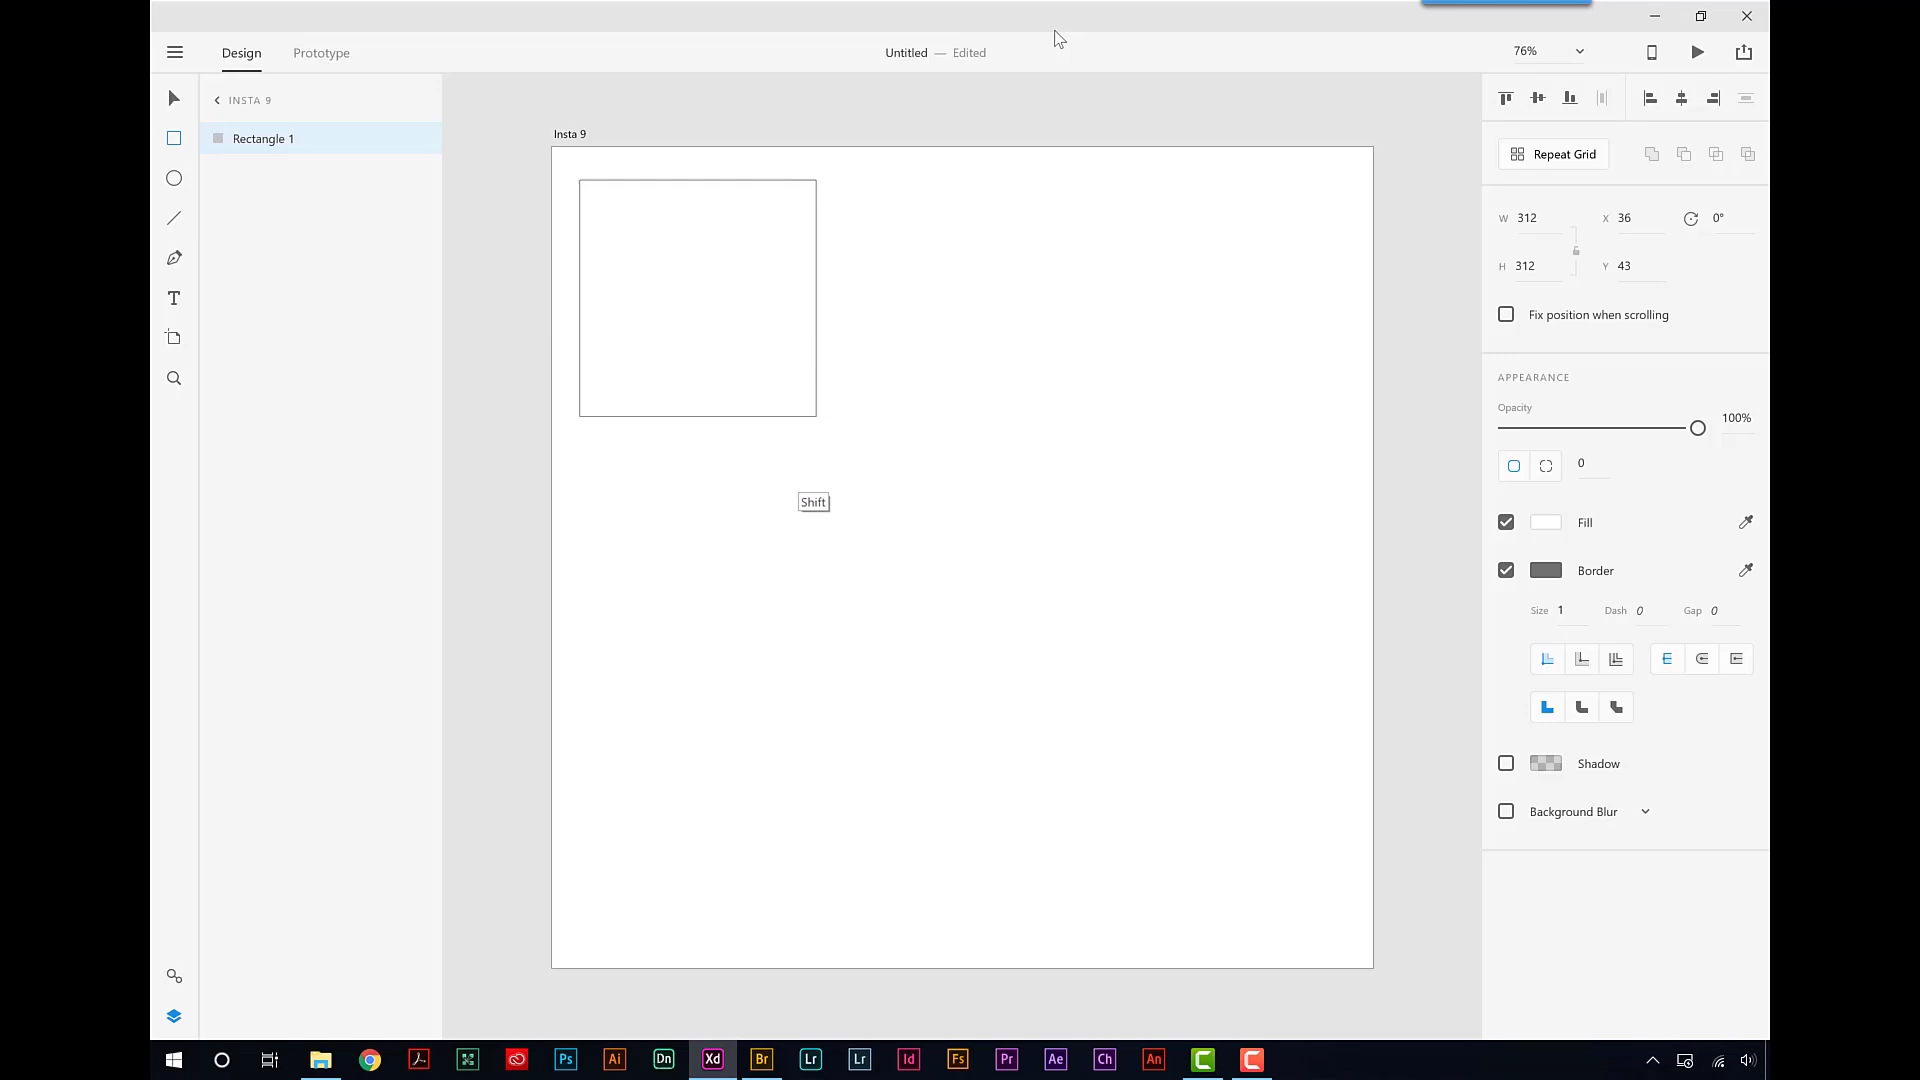 Design
Prototype
Untitled — Edited
76%
INSTA 9
Rectangle 1
Insta 9
Shift
Repeat Grid
W 312
X 36
0°
H 312
Y 43
Fix position when scrolling
APPEARANCE
Opacity
100%
0
Fill
Border
Size 1
Dash 0
Gap 0
Shadow
Background Blur
Ps
Ai
Dn
Xd
Br
Lr
Lr
Id
Fs
Pr
Ae
Ch
An